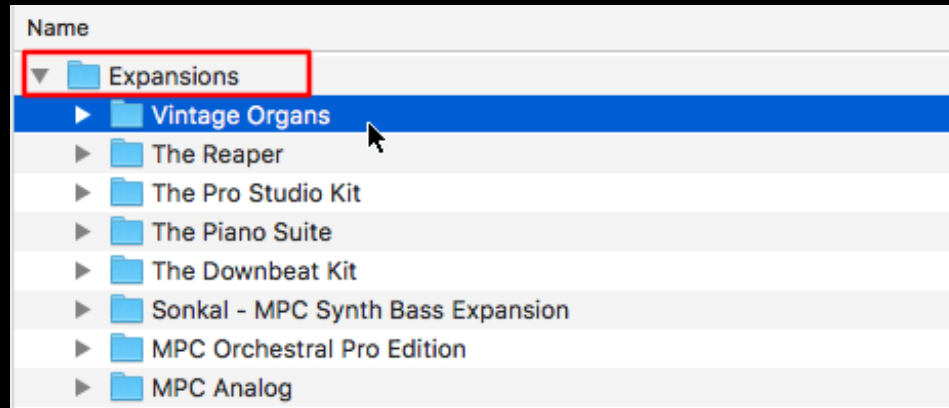 Name
Expansions
Vintage Organs
The Reaper
The Pro Studio Kit
The Piano Suite
The Downbeat Kit
Sonkal - MPC Synth Bass Expansion
MPC Orchestral Pro Edition
MPC Analog